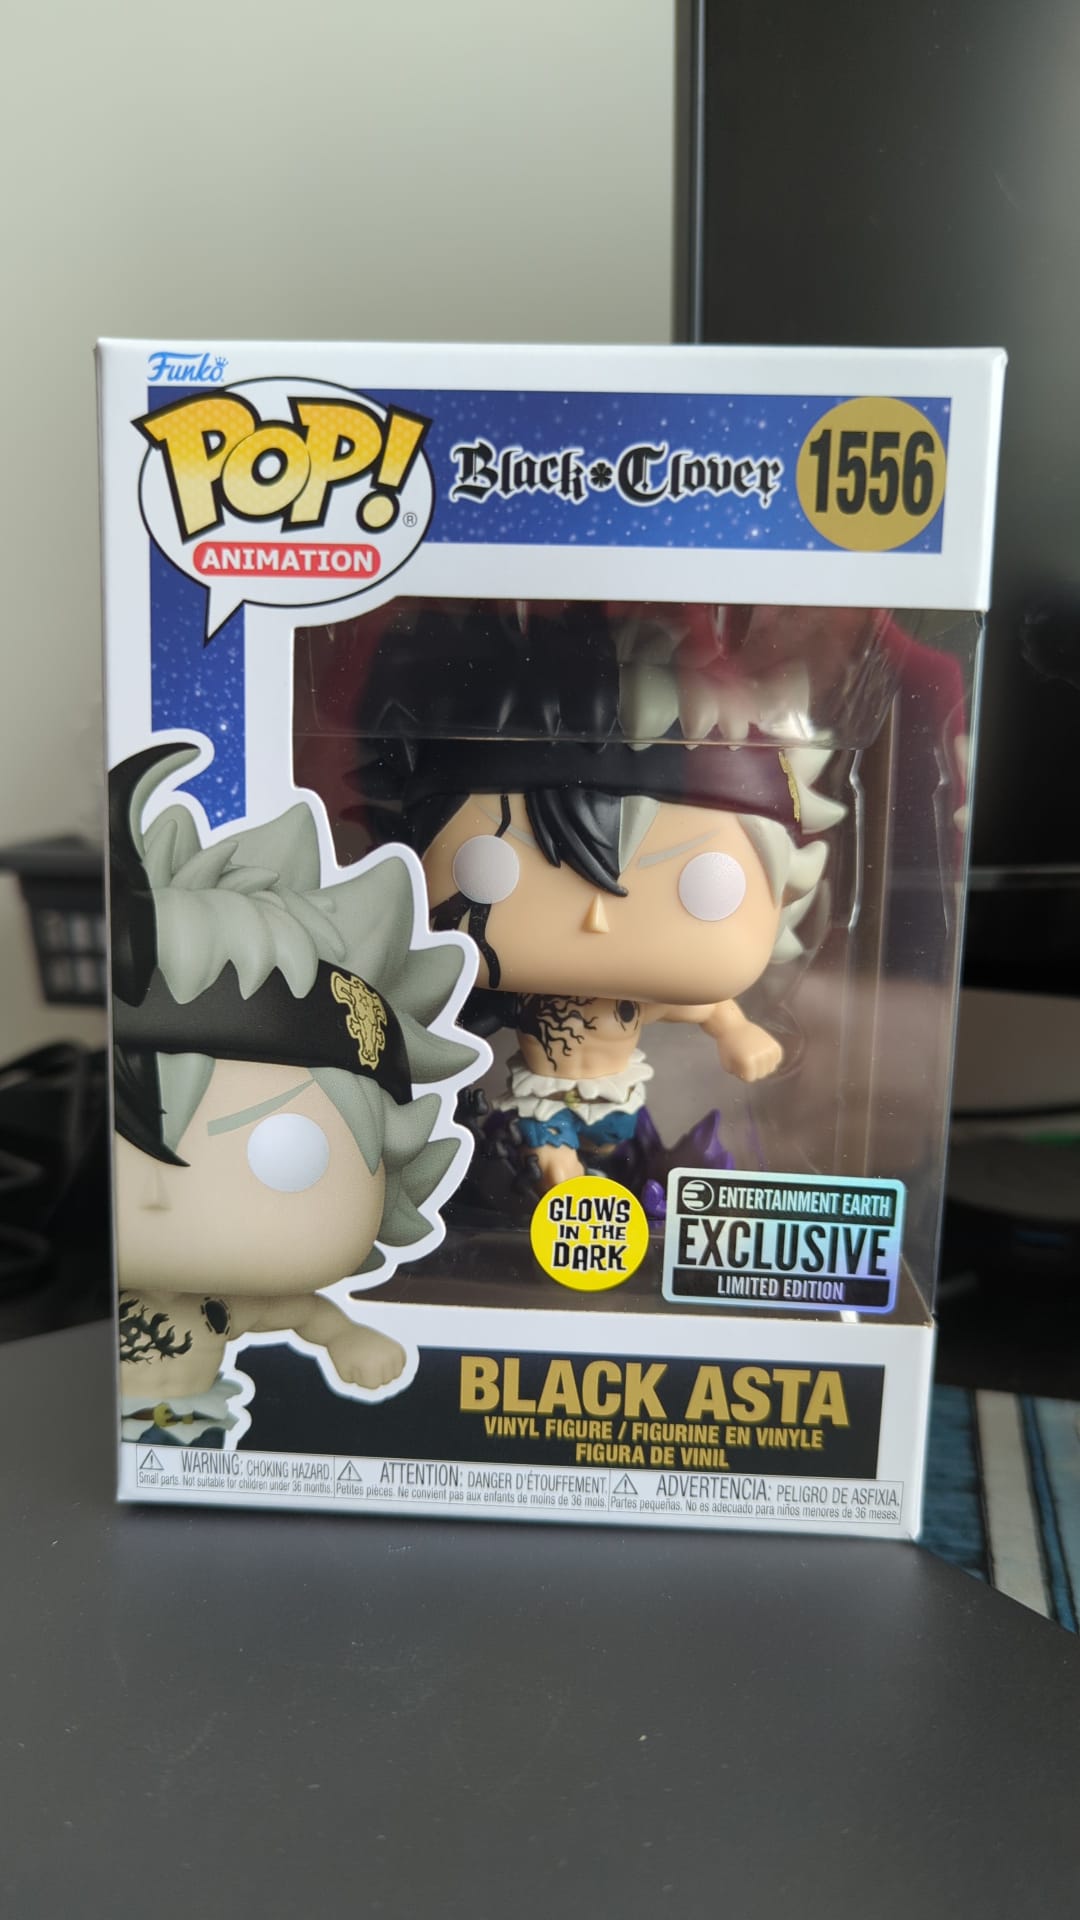 Funko
POP!®
ANIMATION
Black Clover
1556
GLOWS
IN THE
DARK
ENTERTAINMENT EARTH
EXCLUSIVE
LIMITED EDITION
BLACK ASTA
VINYL FIGURE / FIGURINE EN VINYLE
FIGURA DE VINIL
WARNING: CHOKING HAZARD.
Small parts. Not suitable for children under 36 months.
ATTENTION: DANGER D'ÉTOUFFEMENT.
Petites pièces. Ne convient pas aux enfants de moins de 36 mois.
ADVERTENCIA: PELIGRO DE ASFIXIA.
Partes pequeñas. No es adecuado para niños menores de 36 meses.